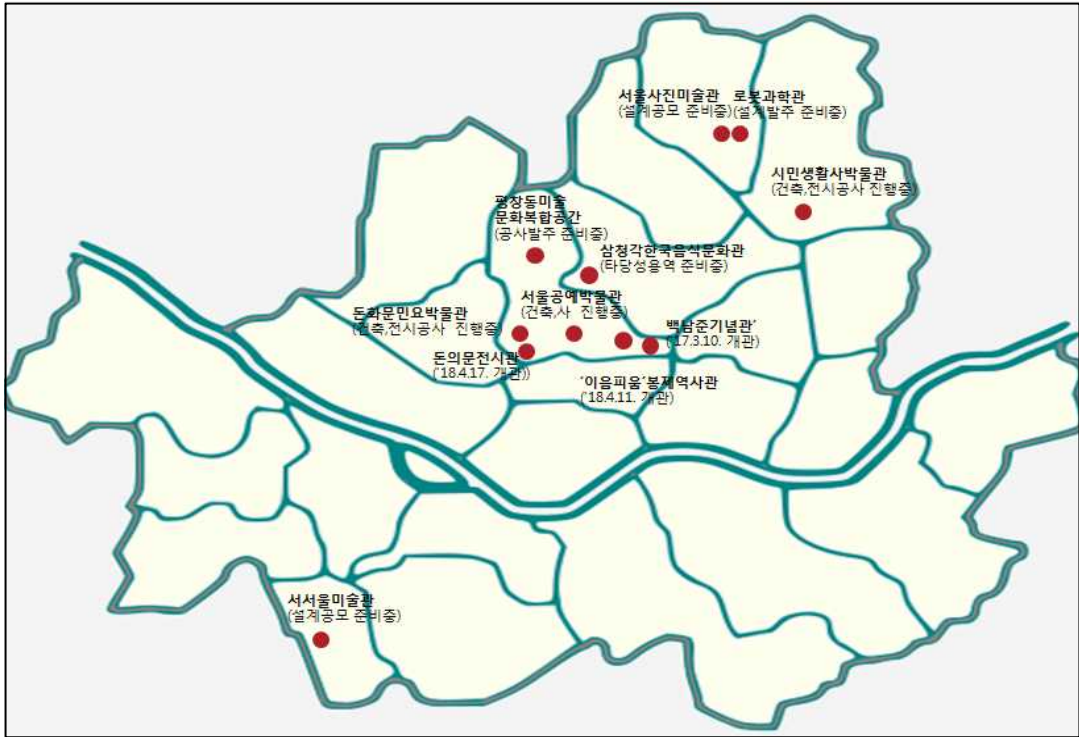 서울사진미술관
(설계공모 준비중)
로봇과학관
(설계발주 준비중)
시민생활사박물관
(건축,전시공사 진행중)
평창동미술
문화복합공간
(공사발주 준비중)
삼청각한국음식문화관
(타당성용역 준비중)
서울공예박물관
(건축,사 진행중)
돈화문민요박물관
(건축,전시공사 진행중)
백남준기념관'
('17.3.10. 개관)
돈의문전시관
('18.4.17. 개관))
'이음피움'봉제역사관
('18.4.11. 개관)
서서울미술관
(설계공모 준비중)